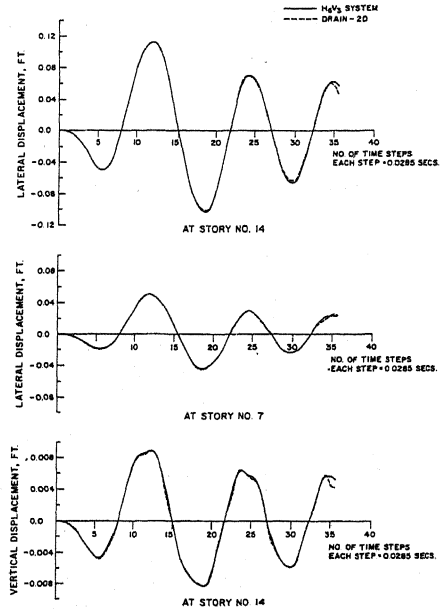 H6V3 SYSTEM
DRAIN-2D
LATERAL DISPLACEMENT, FT.
0.12
0.08
0.04
0.0
-0.04
-0.08
-0.12
5 10 15 20 25 30 35 40
NO. OF TIME STEPS
EACH STEP = 0.0285 SECS.
AT STORY NO. 14
LATERAL DISPLACEMENT, FT.
0.08
0.04
0.0
-0.04
-0.08
5 10 15 20 25 30 35 40
NO. OF TIME STEPS
EACH STEP = 0.0285 SECS.
AT STORY NO. 7
VERTICAL DISPLACEMENT, FT.
0.008
0.004
0.0
-0.004
-0.008
5 10 15 20 25 30 35 40
NO. OF TIME STEPS
EACH STEP = 0.0285 SECS.
AT STORY NO. 14